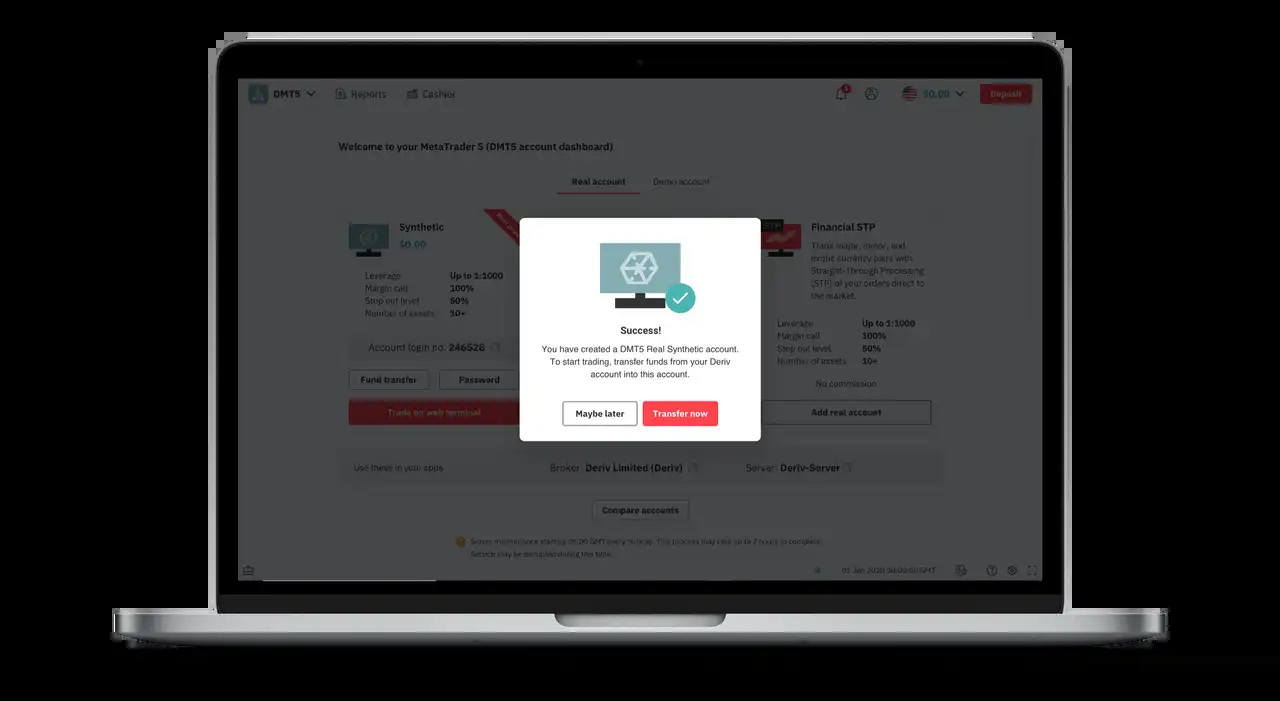 DMT5
Reports
Cashier
$0.00
Deposit
Welcome to your MetaTrader 5 (DMT5 account dashboard)
Real account
Demo account
Synthetic
$0.00
Leverage Up to 1:1000
Margin call 100%
Stop out level 50%
Number of assets 10+
Account login no. 246528
Fund transfer
Password
Trade on web terminal
Success!
You have created a DMT5 Real Synthetic account.
To start trading, transfer funds from your Deriv
account into this account.
Maybe later
Transfer now
STP
Financial STP
Trade major, minor, and
exotic currency pairs with
Straight-Through Processing
(STP) of your orders direct to
the market.
Leverage Up to 1:1000
Margin call 100%
Stop out level 50%
Number of assets 10+
No commission
Add real account
Use these in your apps
Broker Deriv Limited (Deriv)
Server Deriv-Server
Compare accounts
Server maintenance starting 05:00 GMT every Sunday. This process may take up to 2 hours to complete.
Service may be disrupted during this time.
01 Jan 2020 00:00:00 GMT